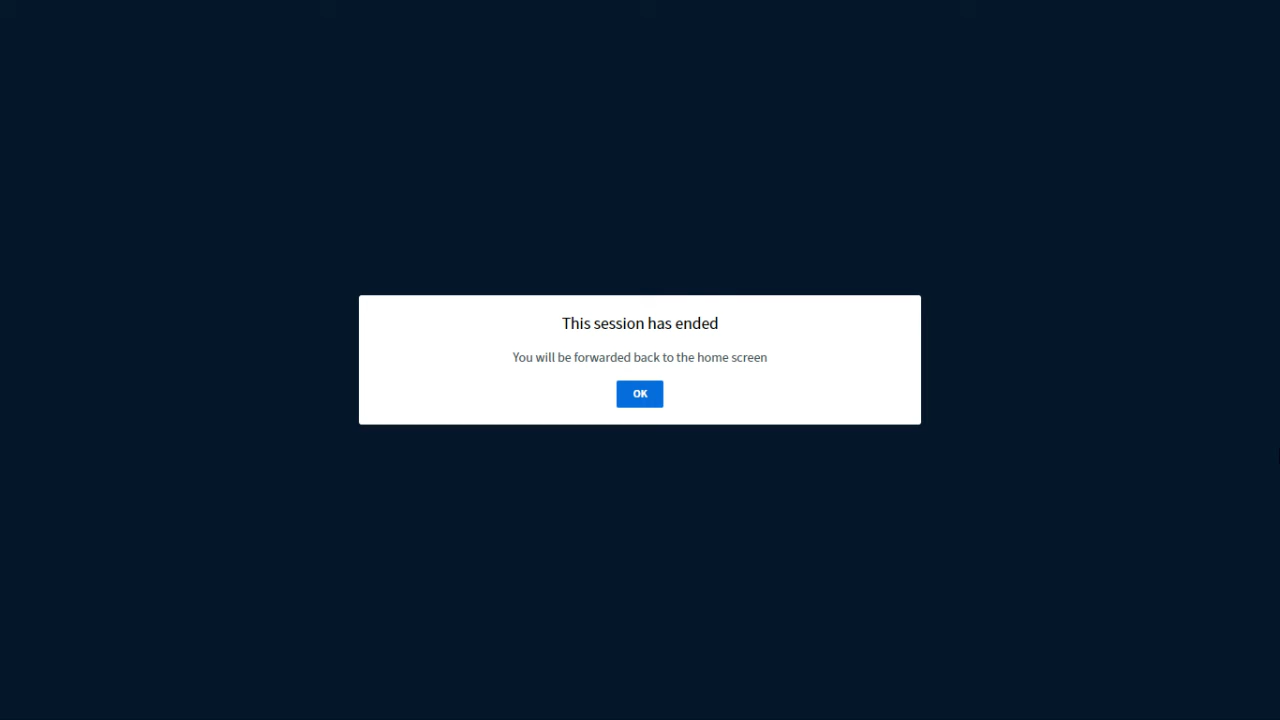 This session has ended
You will be forwarded back to the home screen
OK